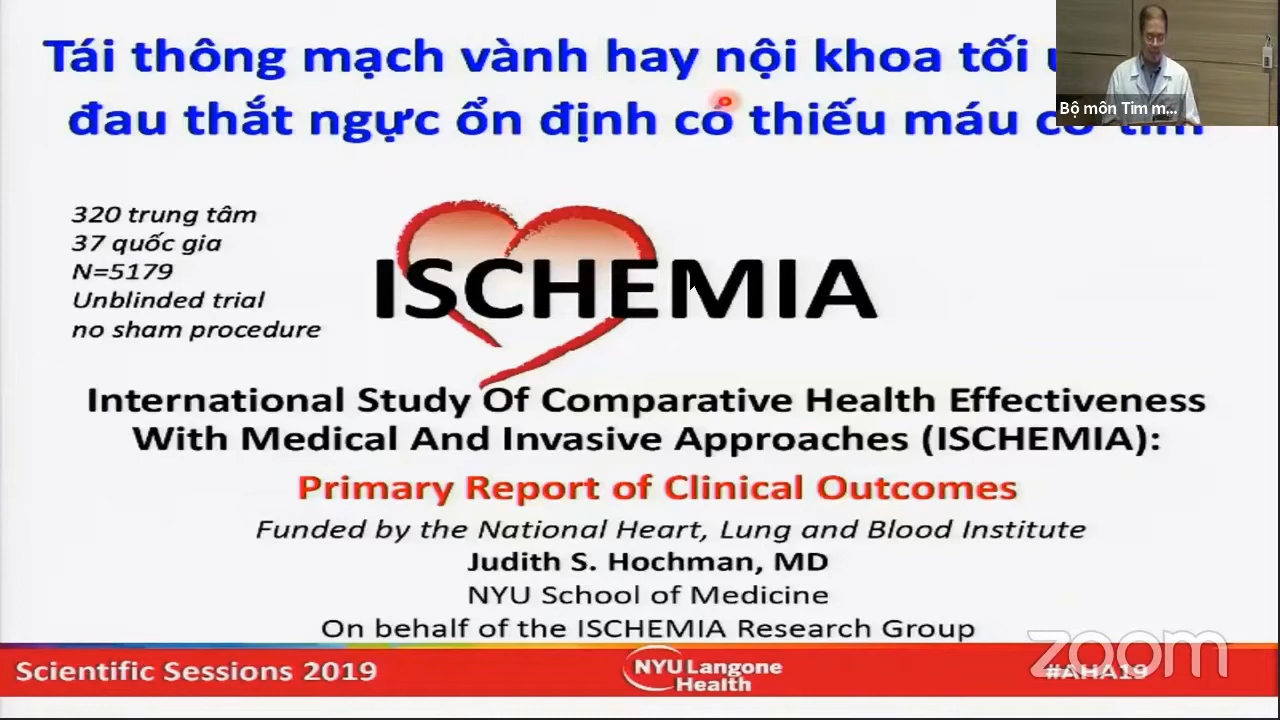 Tái thông mạch vành hay nội khoa tối
đau thắt ngực ổn định có thiếu máu
Bộ môn Tim m...
320 trung tâm
37 quốc gia
N=5179
Unblinded trial
no sham procedure
ISCHEMIA
International Study Of Comparative Health Effectiveness
With Medical And Invasive Approaches (ISCHEMIA):
Primary Report of Clinical Outcomes
Funded by the National Heart, Lung and Blood Institute
Judith S. Hochman, MD
NYU School of Medicine
On behalf of the ISCHEMIA Research Group
zoom
Scientific Sessions 2019
NYU Langone
Health
#AHA19